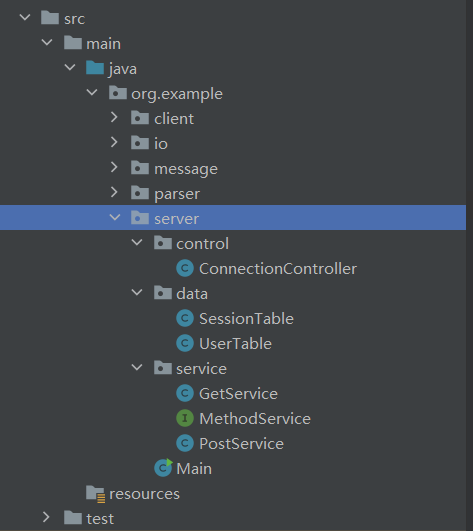 src
main
java
org.example
client
io
message
parser
server
control
ConnectionController
data
SessionTable
UserTable
service
GetService
MethodService
PostService
Main
resources
test